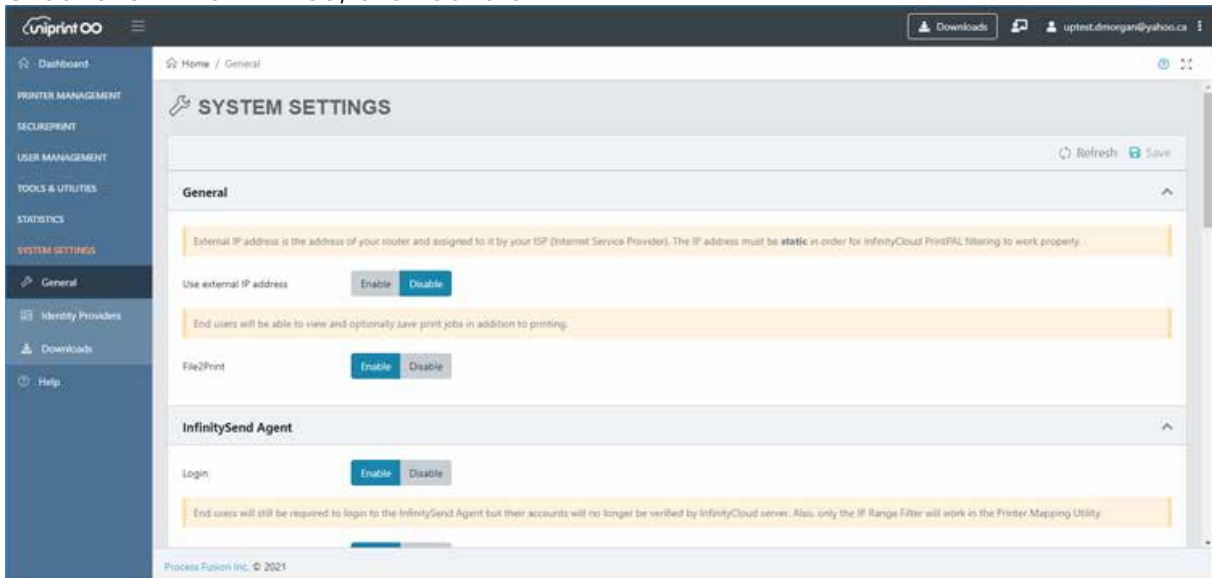 uniprint
Downloads
uptest.dmorgan@yahoo.ca
Dashboard
Home / General
PRINTER MANAGEMENT
SYSTEM SETTINGS
SECUREPRINT
USER MANAGEMENT
Refresh Save
TOOLS & UTILITIES
General
STATISTICS
External IP address is the address of your router and assigned to it by your ISP (Internet Service Provider). The IP address must be static in order for InfinityCloud PrintPAL filtering to work properly.
SYSTEM SETTINGS
General
Use external IP address Enable Disable
Identity Providers
End users will be able to view and optionally save print jobs in addition to printing.
Downloads
File2Print Enable Disable
Help
InfinitySend Agent
Login Enable Disable
End users will still be required to login to the InfinitySend Agent but their accounts will no longer be verified by InfinityCloud server. Also, only the IP Range Filter will work in the Printer Mapping Utility.
Process Fusion Inc. © 2021